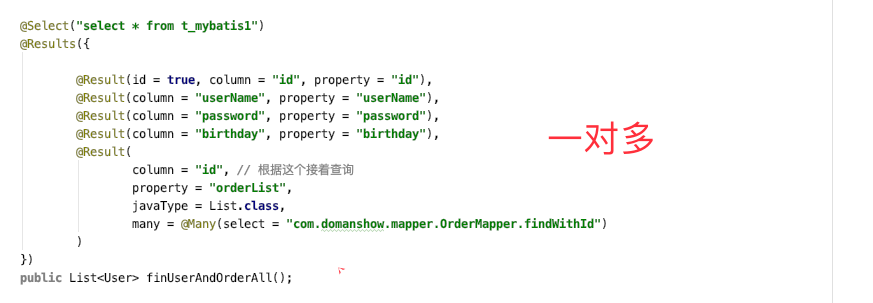 @Select("select * from t_mybatis1")
@Results({
@Result(id = true, column = "id", property = "id"),
@Result(column = "userName", property = "userName"),
@Result(column = "password", property = "password"),
@Result(column = "birthday", property = "birthday"),
一对多
@Result(
column = "id", // 根据这个接着查询
property = "orderList",
javaType = List.class,
many = @Many(select = "com.domanshow.mapper.OrderMapper.findWithId")
)
})
public List<User> finUserAndOrderAll();